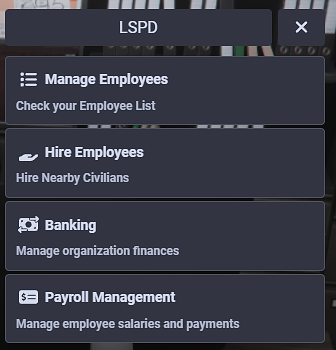 LSPD
Manage Employees
Check your Employee List
Hire Employees
Hire Nearby Civilians
Banking
Manage organization finances
Payroll Management
Manage employee salaries and payments